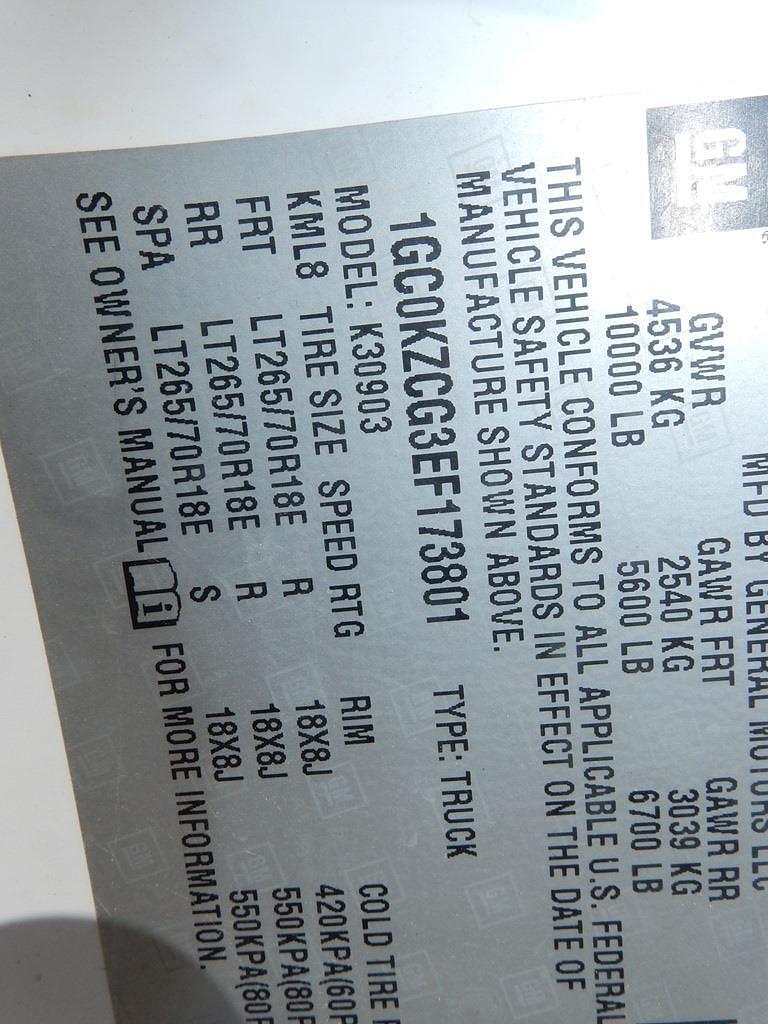 GM
MFD BY GENERAL MOTORS LLC
GVWR GAWR FRT GAWR RR
4536 KG 2540 KG 3039 KG
10000 LB 5600 LB 6700 LB
THIS VEHICLE CONFORMS TO ALL APPLICABLE U.S. FEDERAL
VEHICLE SAFETY STANDARDS IN EFFECT ON THE DATE OF
MANUFACTURE SHOWN ABOVE.
1GC0KZCG3EF173801 TYPE: TRUCK
MODEL: K30903
KML8 TIRE SIZE SPEED RTG RIM COLD TIRE
FRT LT265/70R18E R 18X8J 420KPA(60P
RR LT265/70R18E R 18X8J 550KPA(80P
SPA LT265/70R18E S 18X8J 550KPA(80P
SEE OWNER'S MANUAL i FOR MORE INFORMATION.